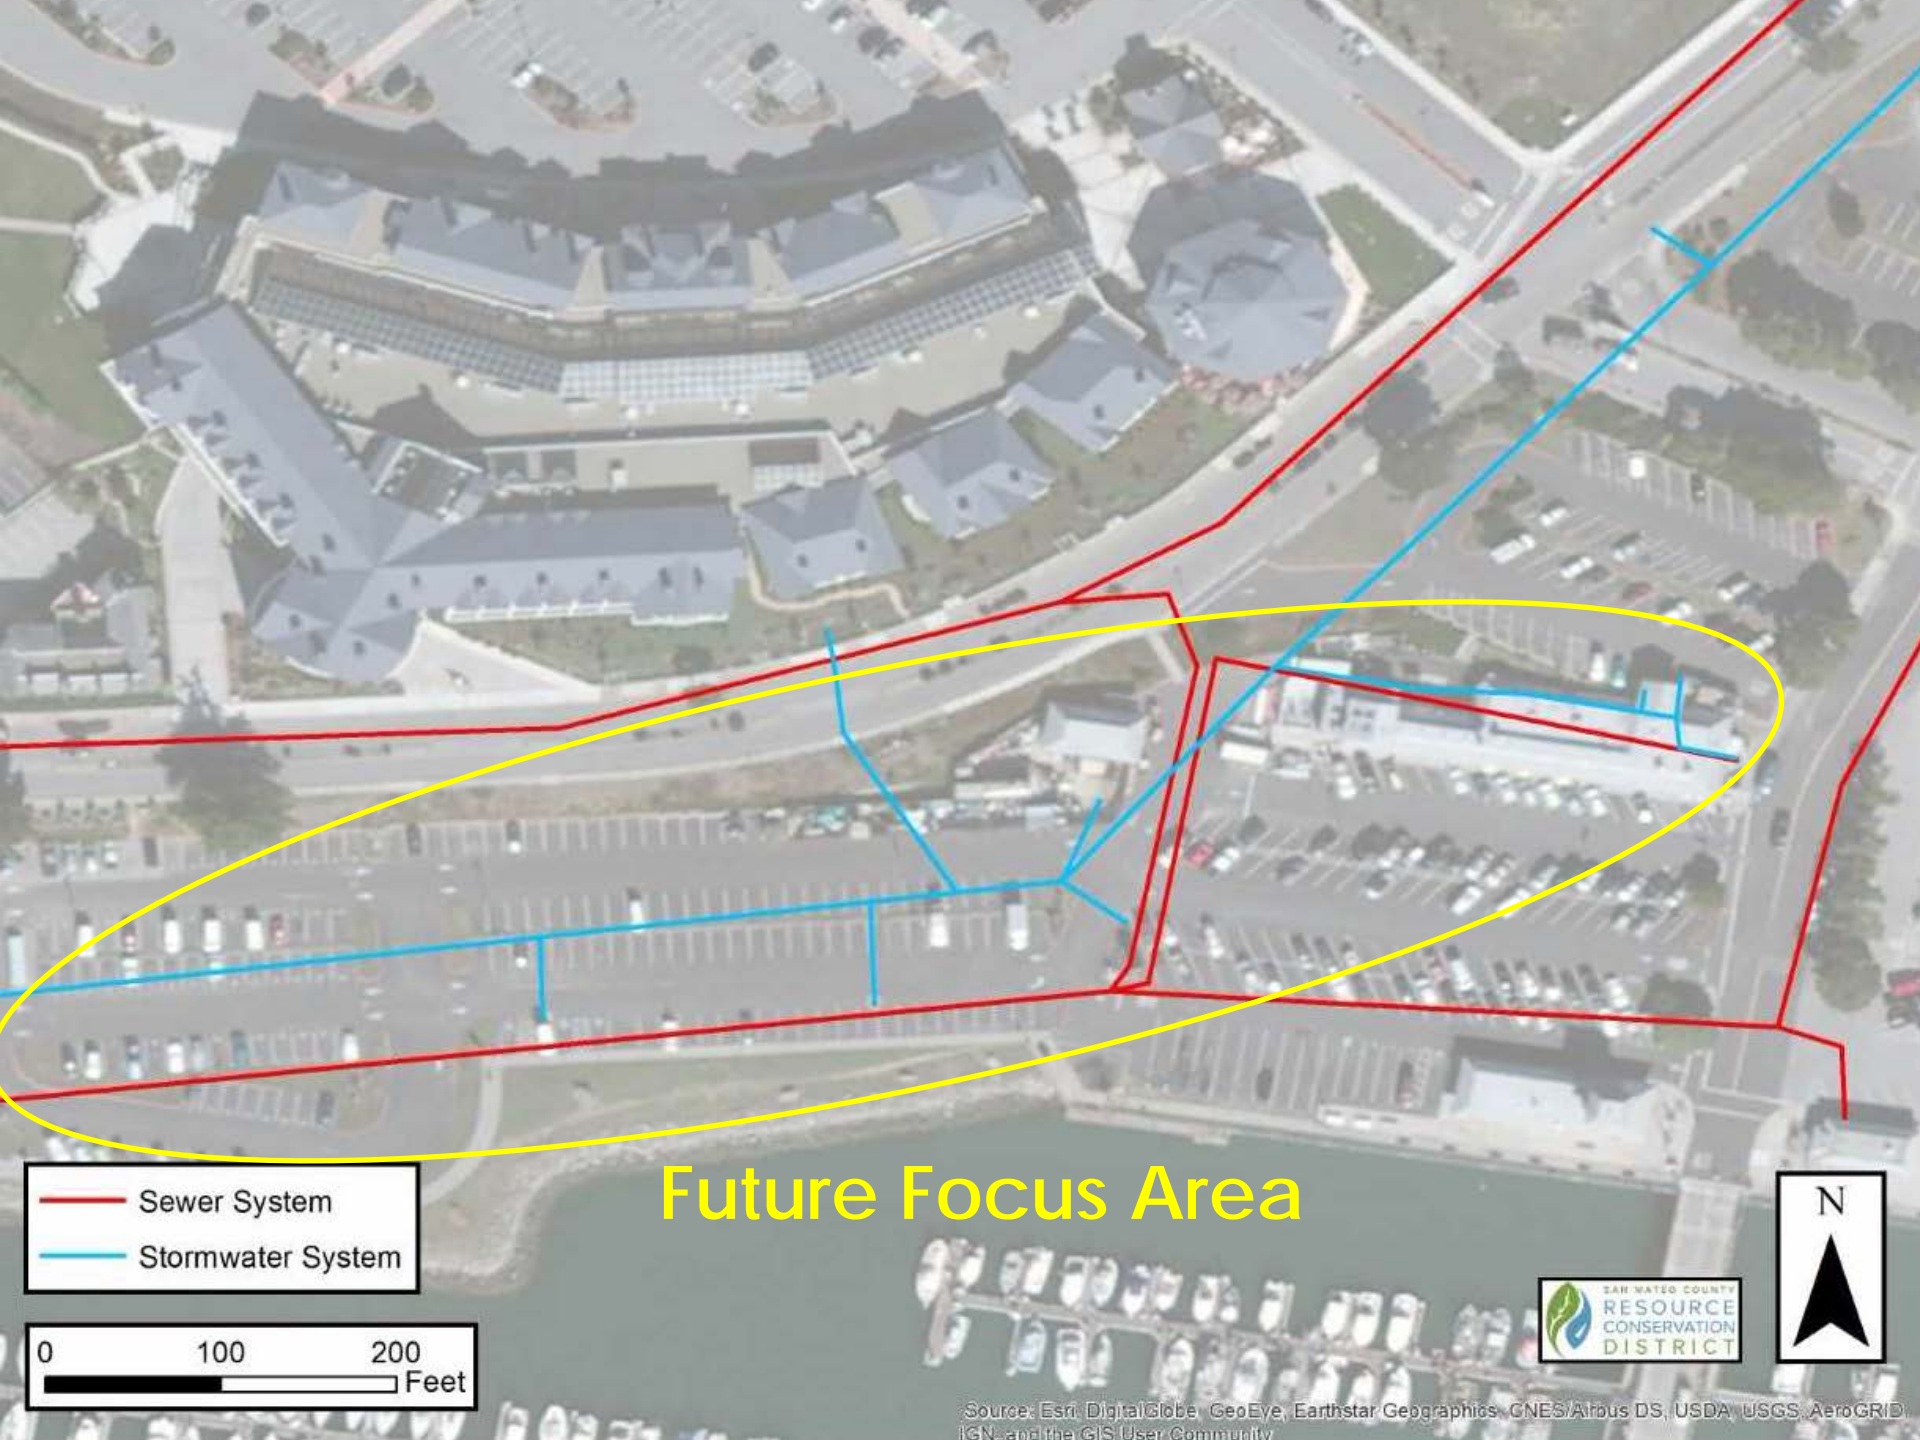 Future Focus Area
Sewer System
Stormwater System
0 100 200
Feet
N
SAN MATEO COUNTY
RESOURCE
CONSERVATION
DISTRICT
Source: Esri, DigitalGlobe, GeoEye, Earthstar Geographics, CNES/Airbus DS, USDA, USGS, AeroGRID,
IGN, and the GIS User Community